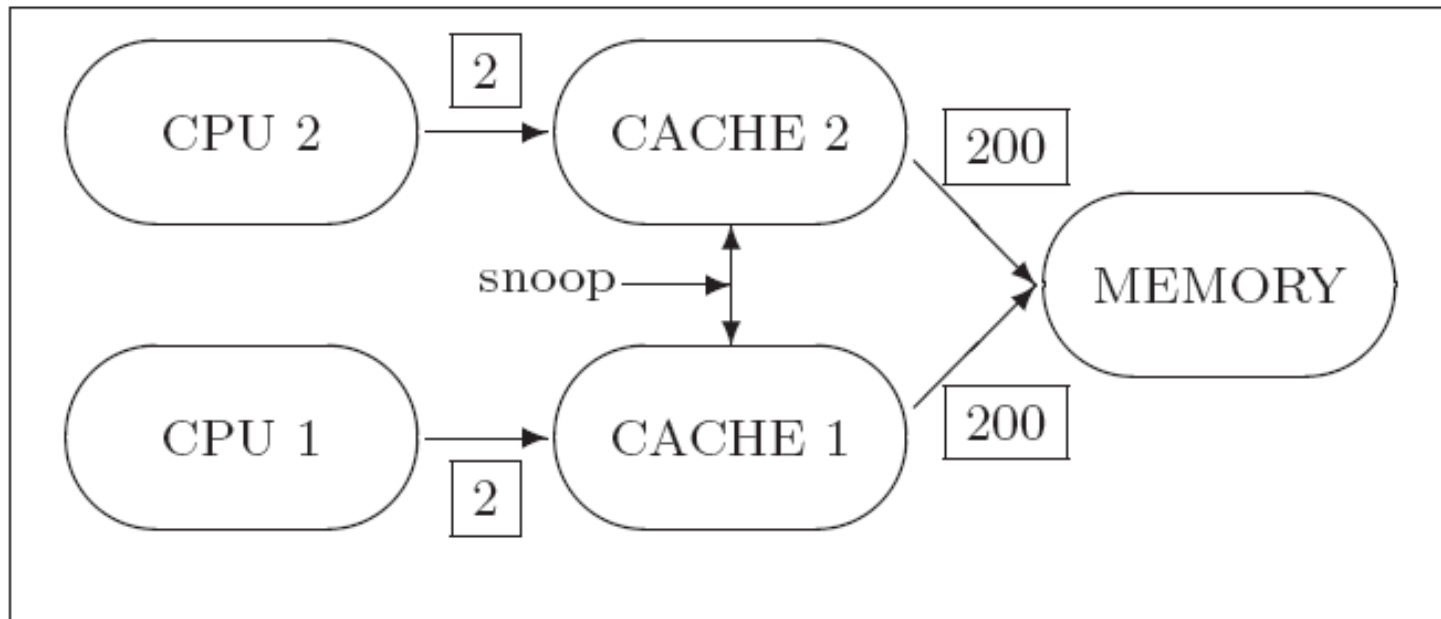 2
CPU 2
CACHE 2
200
snoop
MEMORY
CPU 1
CACHE 1
200
2